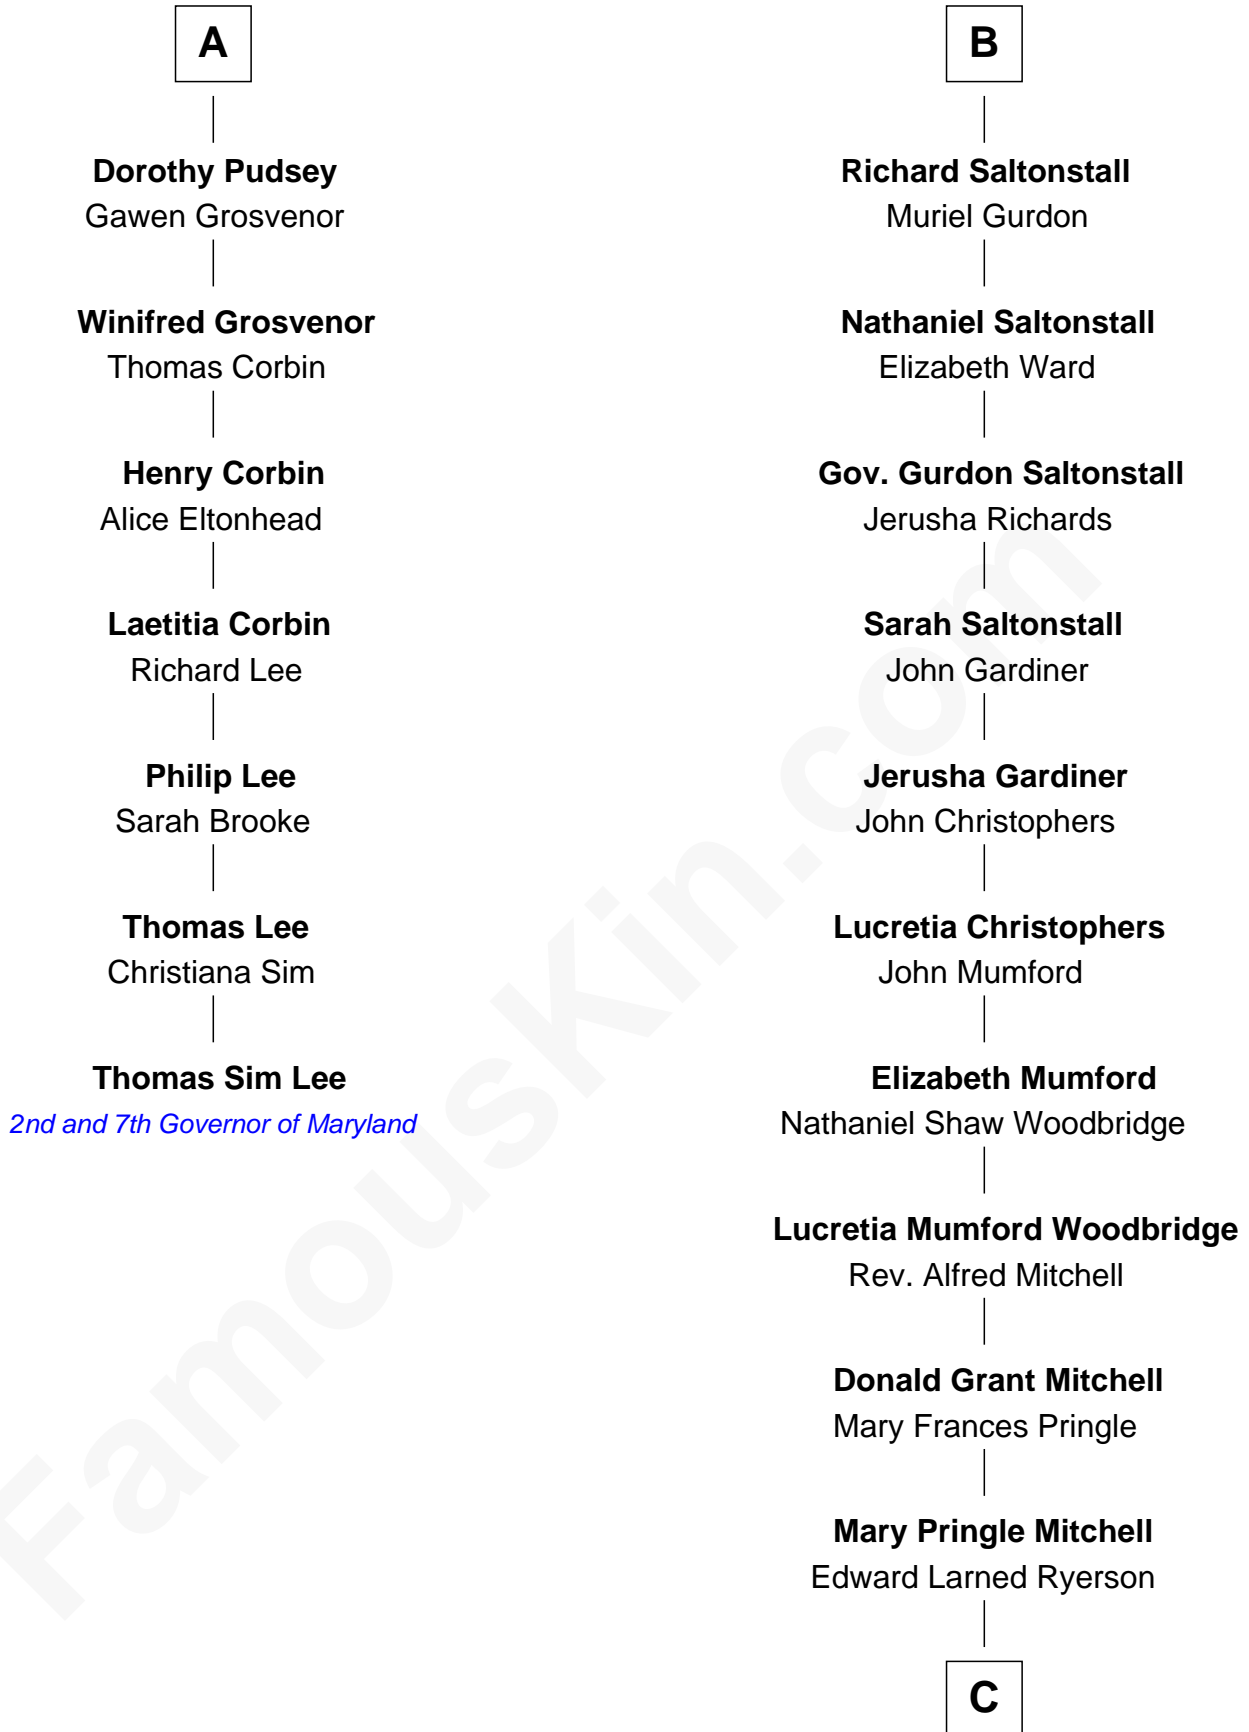 A
Dorothy Pudsey
Gawen Grosvenor
Winifred Grosvenor
Thomas Corbin
Henry Corbin
Alice Eltonhead
Laetitia Corbin
Richard Lee
Philip Lee
Sarah Brooke
Thomas Lee
Christiana Sim
Thomas Sim Lee
2nd and 7th Governor of Maryland
B
Richard Saltonstall
Muriel Gurdon
Nathaniel Saltonstall
Elizabeth Ward
Gov. Gurdon Saltonstall
Jerusha Richards
Sarah Saltonstall
John Gardiner
Jerusha Gardiner
John Christophers
Lucretia Christophers
John Mumford
Elizabeth Mumford
Nathaniel Shaw Woodbridge
Lucretia Mumford Woodbridge
Rev. Alfred Mitchell
Donald Grant Mitchell
Mary Frances Pringle
Mary Pringle Mitchell
Edward Larned Ryerson
C
FamousKin.com